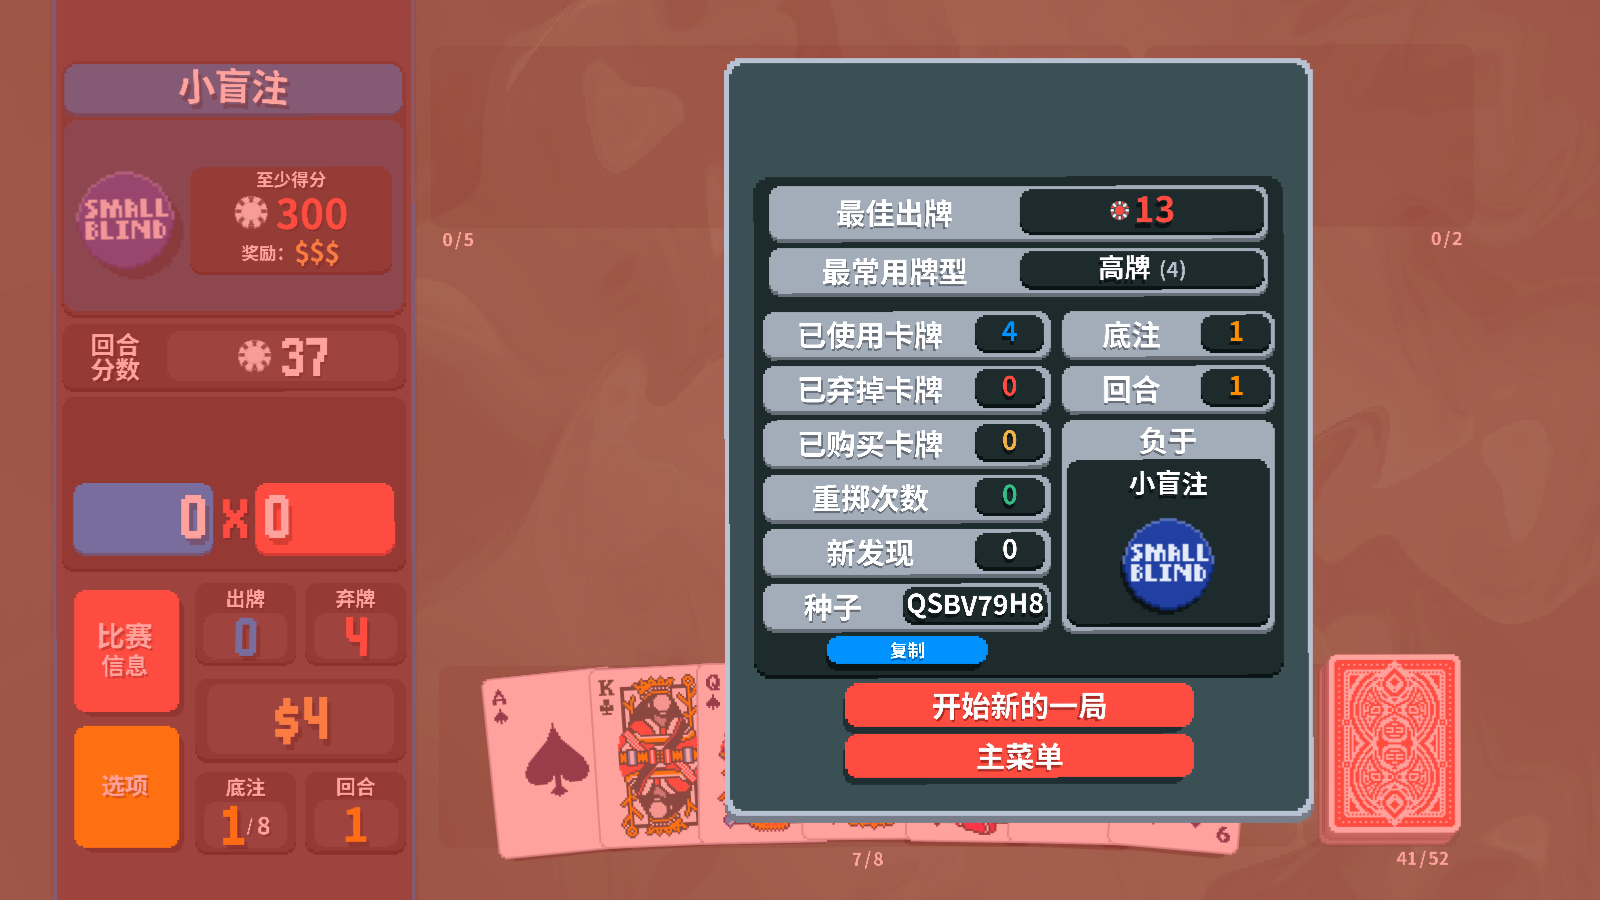 小盲注
SMALL
BLIND
至少得分
300
奖励: $$$
回合
分数
37
0 X 0
比赛
信息
出牌
0
弃牌
4
$4
选项
底注
1/8
回合
1
0/5
0/2
最佳出牌
13
最常用牌型
高牌 (4)
已使用卡牌
4
已弃掉卡牌
0
已购买卡牌
0
重掷次数
0
新发现
0
种子
QSBV79H8
复制
底注
1
回合
1
负于
小盲注
SMALL
BLIND
开始新的一局
主菜单
A
K
Q
9
7/8
41/52